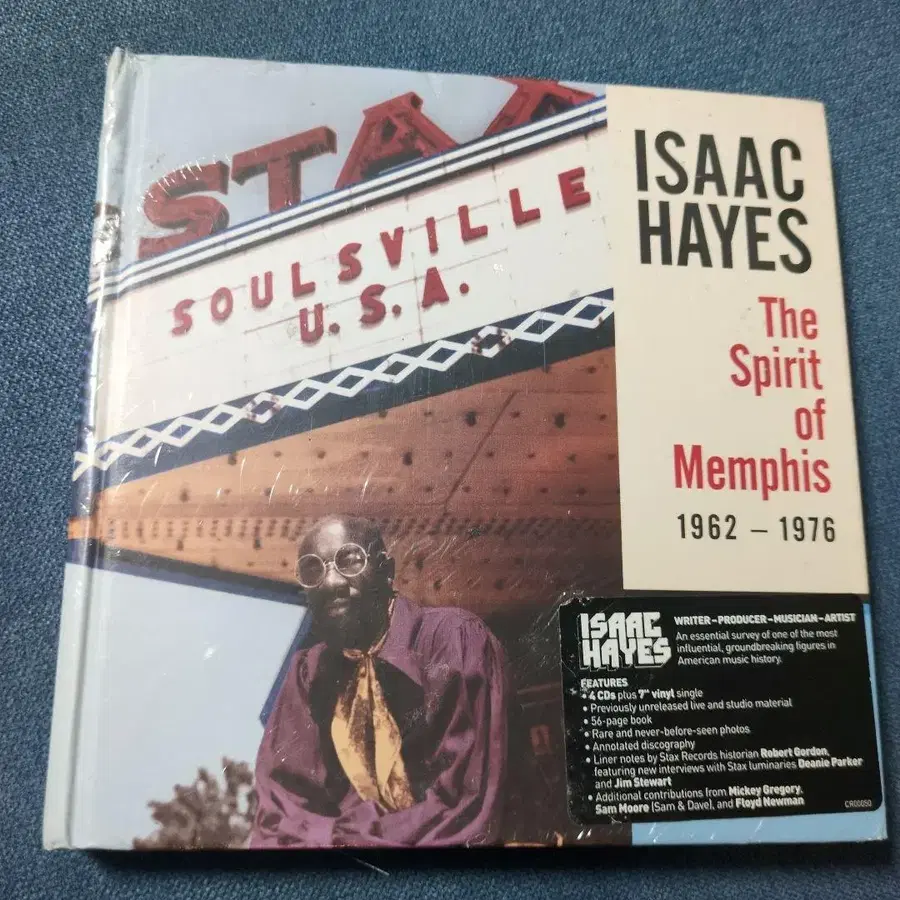 STAX
SOULSVILLE
U.S.A.
ISAAC
HAYES
The
Spirit
of
Memphis
1962 – 1976
ISAAC
HAYES
WRITER–PRODUCER–MUSICIAN–ARTIST
An essential survey of one of the most
influential, groundbreaking figures in
American music history.
FEATURES
• 4 CDs plus 7" vinyl single
• Previously unreleased live and studio material
• 56-page book
• Rare and never-before-seen photos
• Annotated discography
• Liner notes by Stax Records historian Robert Gordon,
featuring new interviews with Stax luminaries Deanie Parker
and Jim Stewart
• Additional contributions from Mickey Gregory,
Sam Moore (Sam & Dave), and Floyd Newman
CR00050